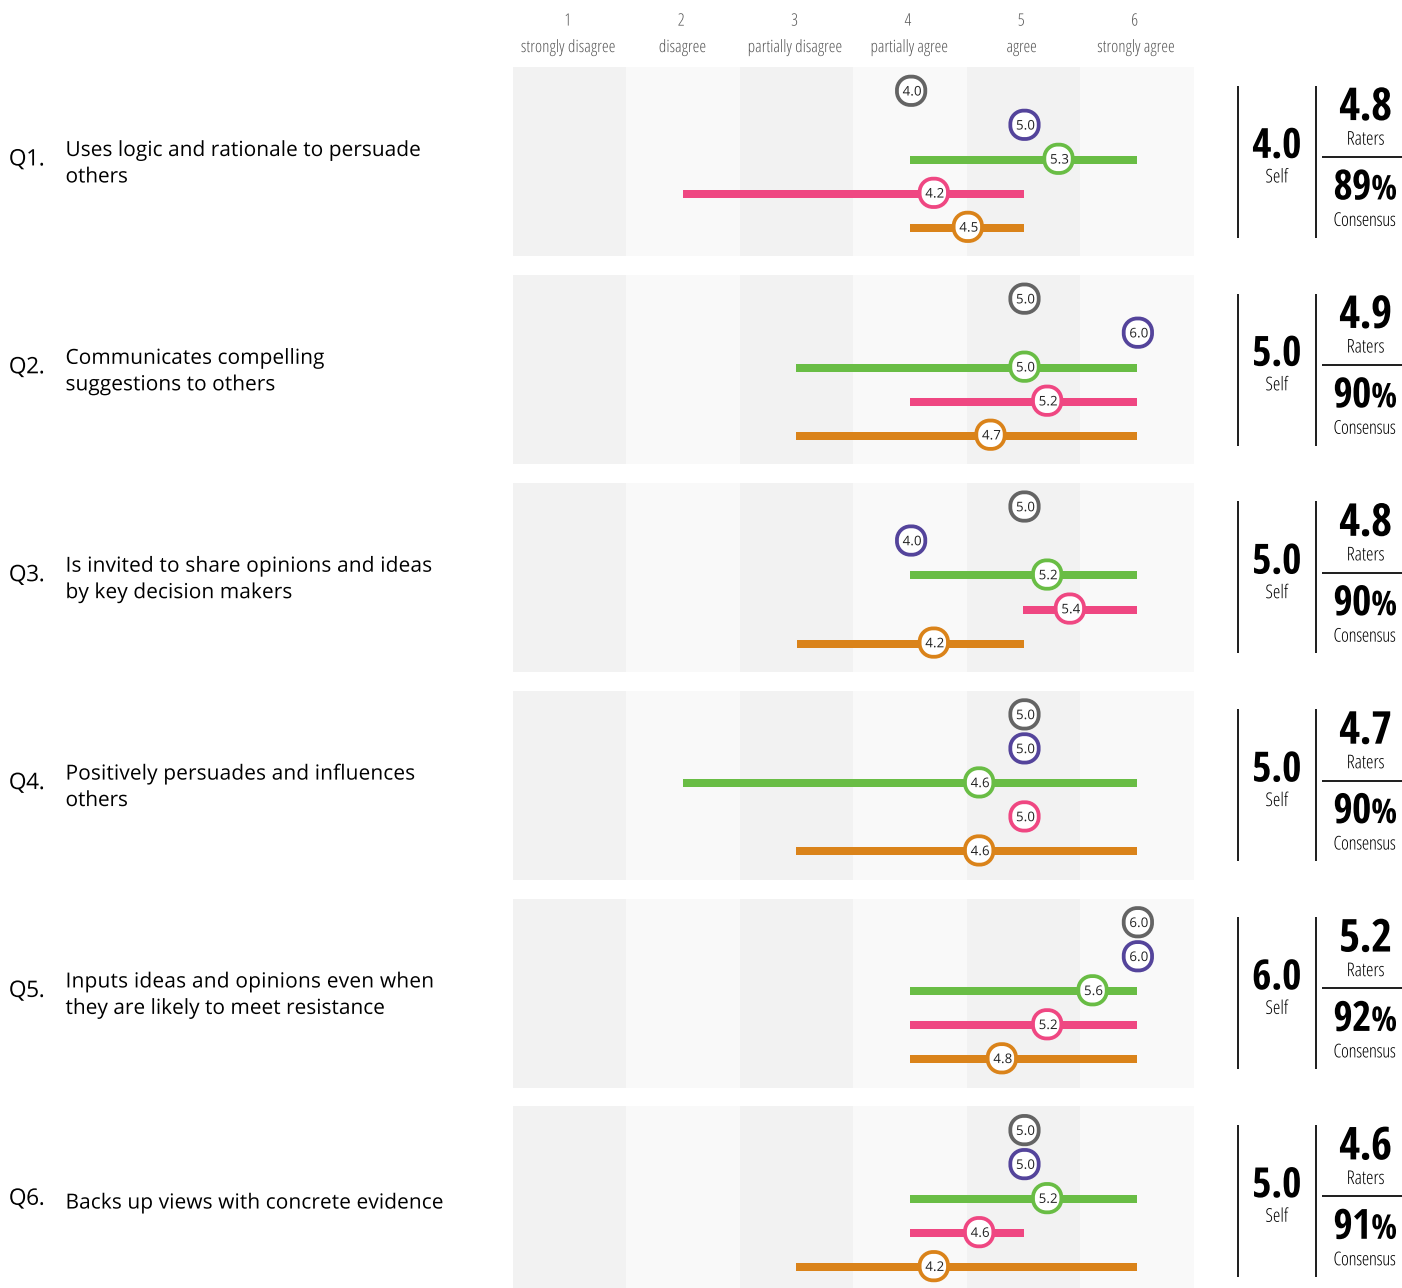 1 2 3 4 5 6
strongly disagree disagree partially disagree partially agree agree strongly agree
Q1. Uses logic and rationale to persuade
others
4.0
5.0
5.3
4.2
4.5
4.0
Self
4.8
Raters
89%
Consensus
Q2. Communicates compelling
suggestions to others
5.0
6.0
5.0
5.2
4.7
5.0
Self
4.9
Raters
90%
Consensus
Q3. Is invited to share opinions and ideas
by key decision makers
5.0
4.0
5.2
5.4
4.2
5.0
Self
4.8
Raters
90%
Consensus
Q4. Positively persuades and influences
others
5.0
5.0
4.6
5.0
4.6
5.0
Self
4.7
Raters
90%
Consensus
Q5. Inputs ideas and opinions even when
they are likely to meet resistance
6.0
6.0
5.6
5.2
4.8
6.0
Self
5.2
Raters
92%
Consensus
Q6. Backs up views with concrete evidence
5.0
5.0
5.2
4.6
4.2
5.0
Self
4.6
Raters
91%
Consensus